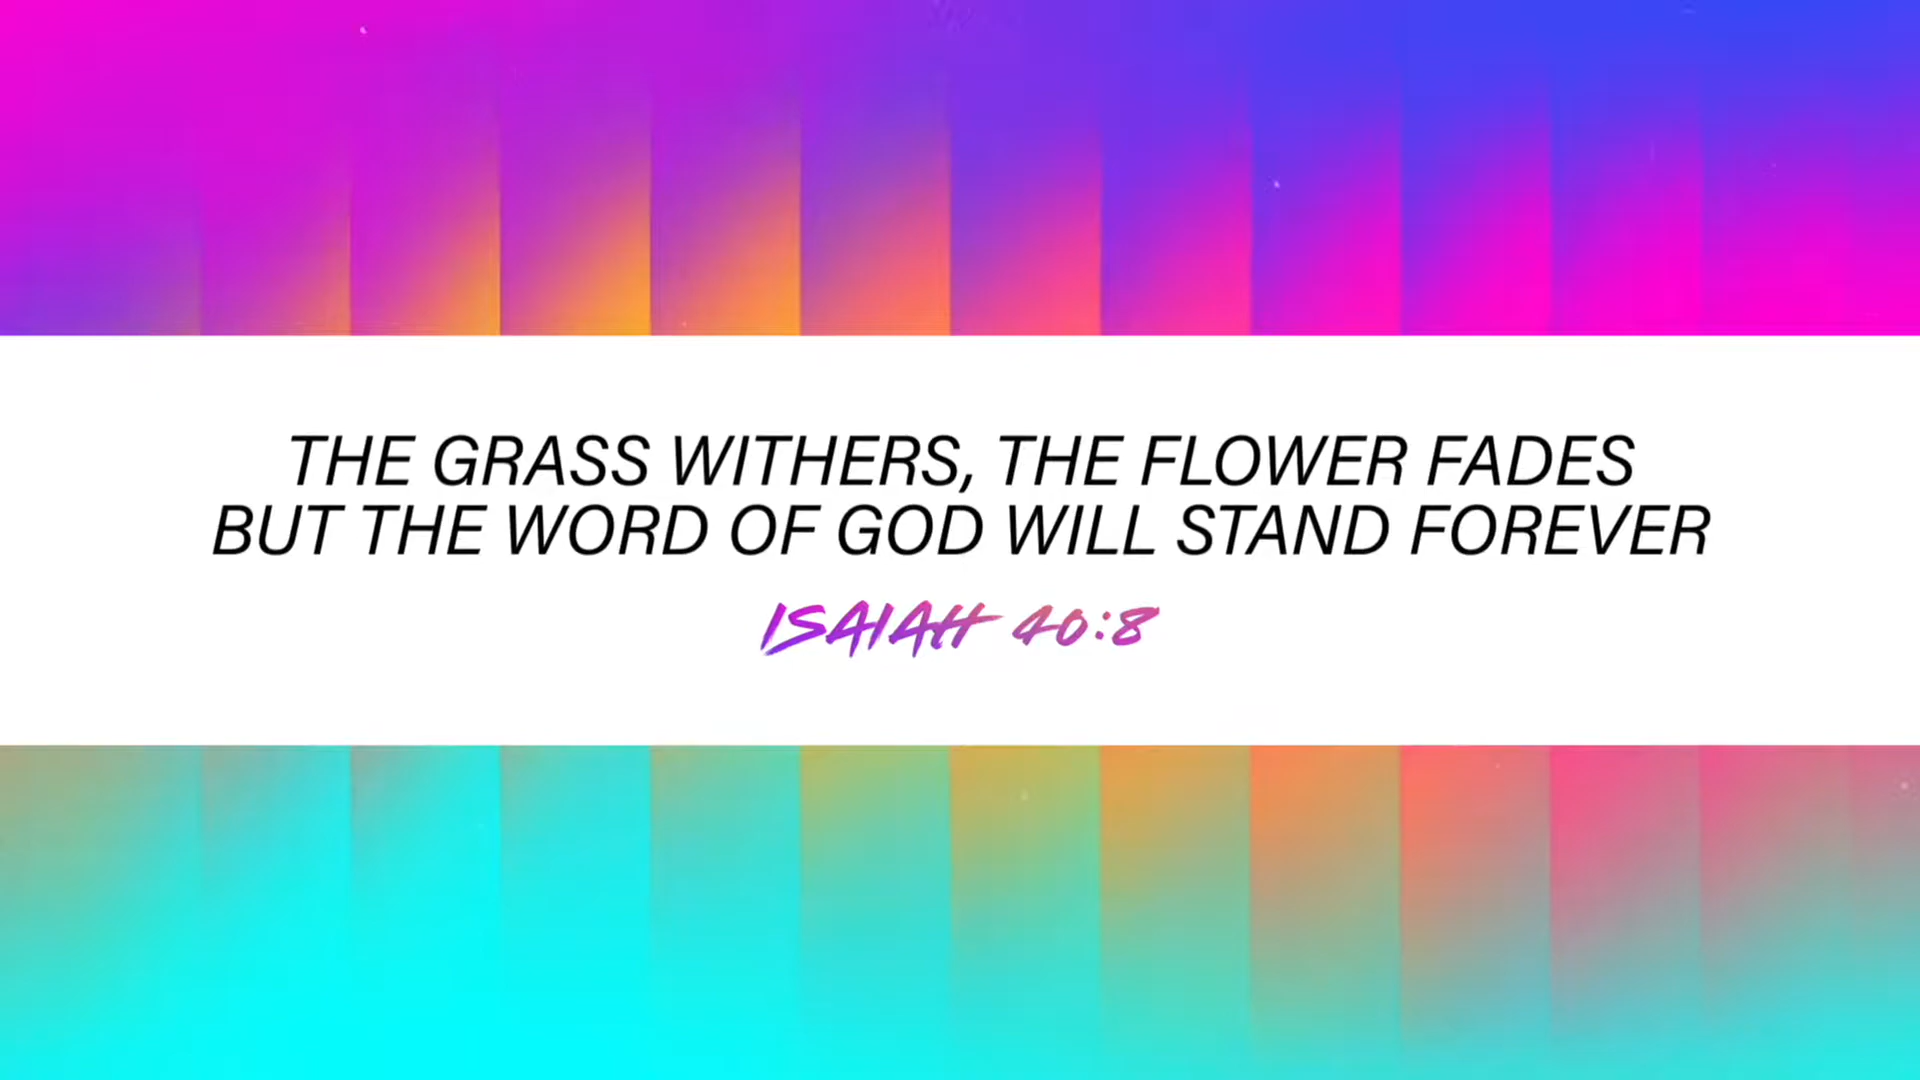 THE GRASS WITHERS, THE FLOWER FADES
BUT THE WORD OF GOD WILL STAND FOREVER
ISAIAH 40:8